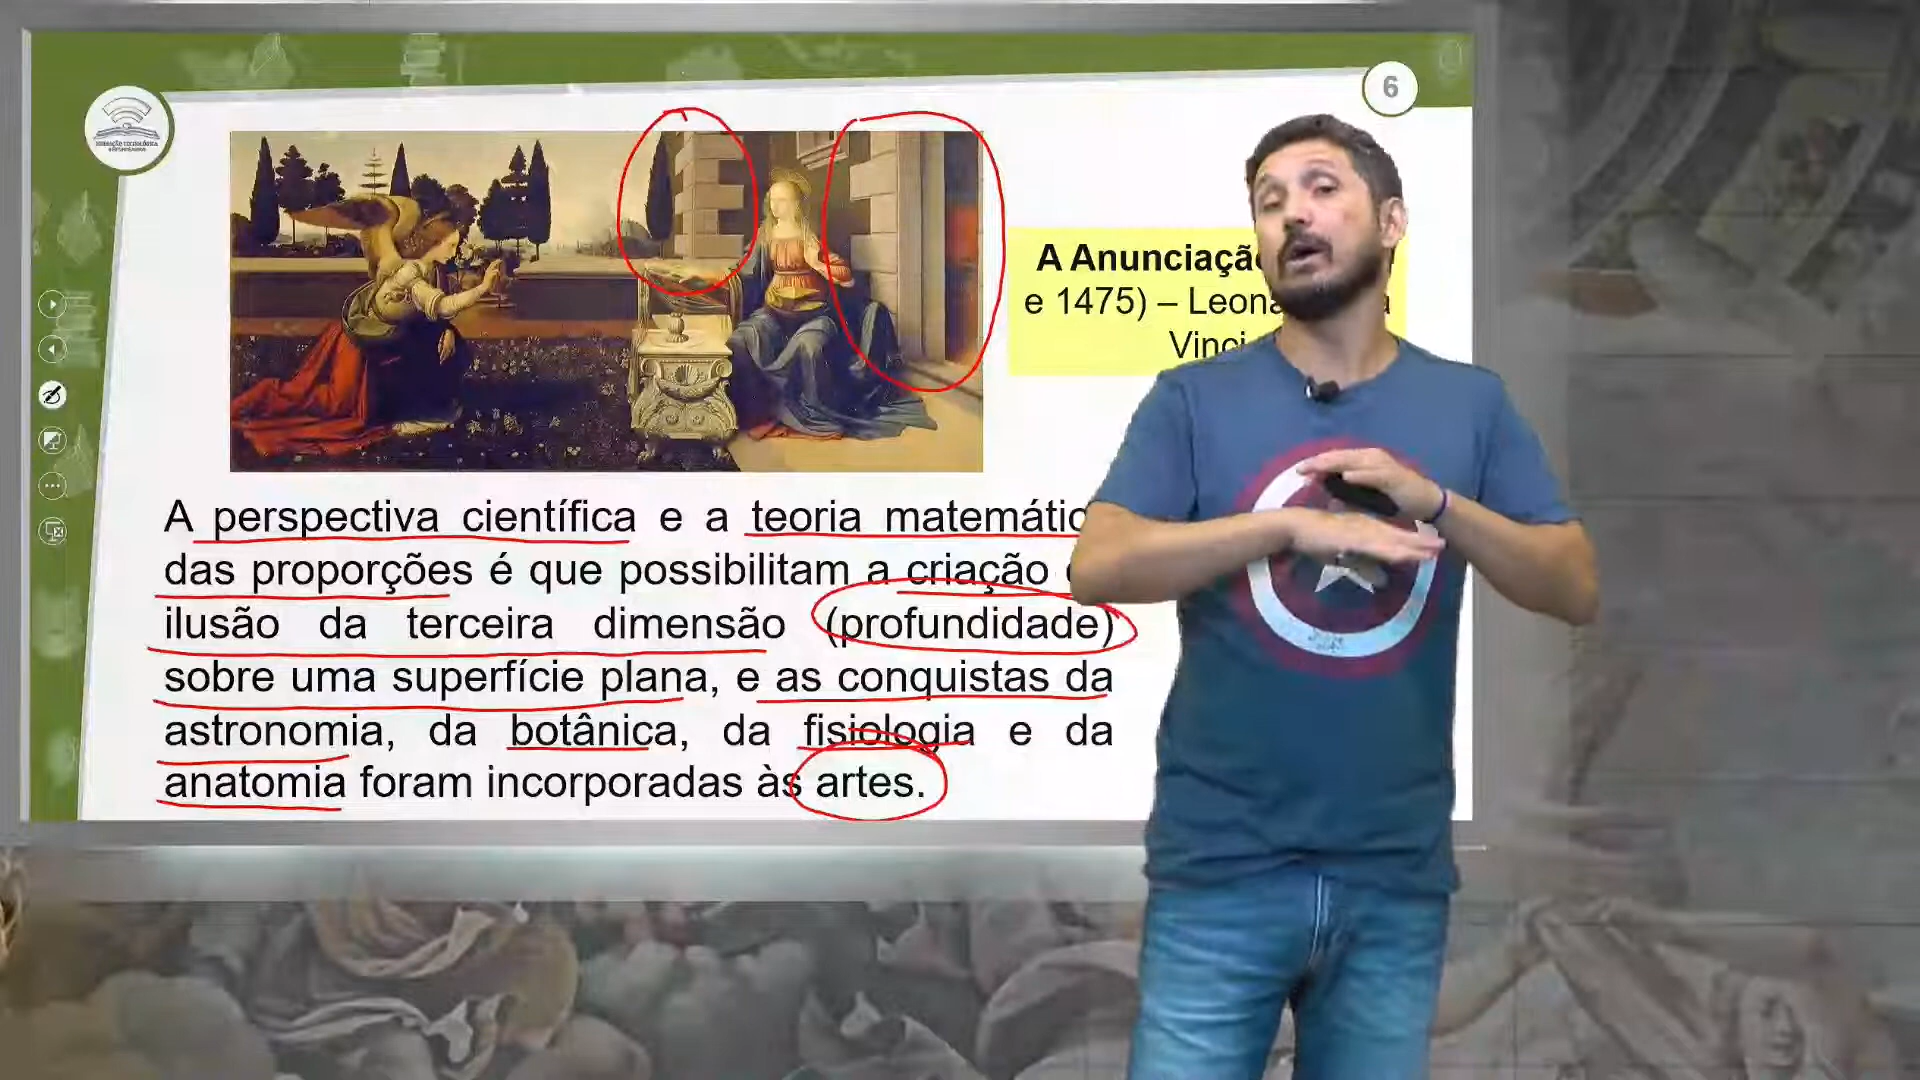 6
A Anunciação
e 1475) – Leona
Vinci
A perspectiva científica e a teoria matemátic
das proporções é que possibilitam a criação
ilusão da terceira dimensão (profundidade)
sobre uma superfície plana, e as conquistas da
astronomia, da botânica, da fisiologia e da
anatomia foram incorporadas às artes.